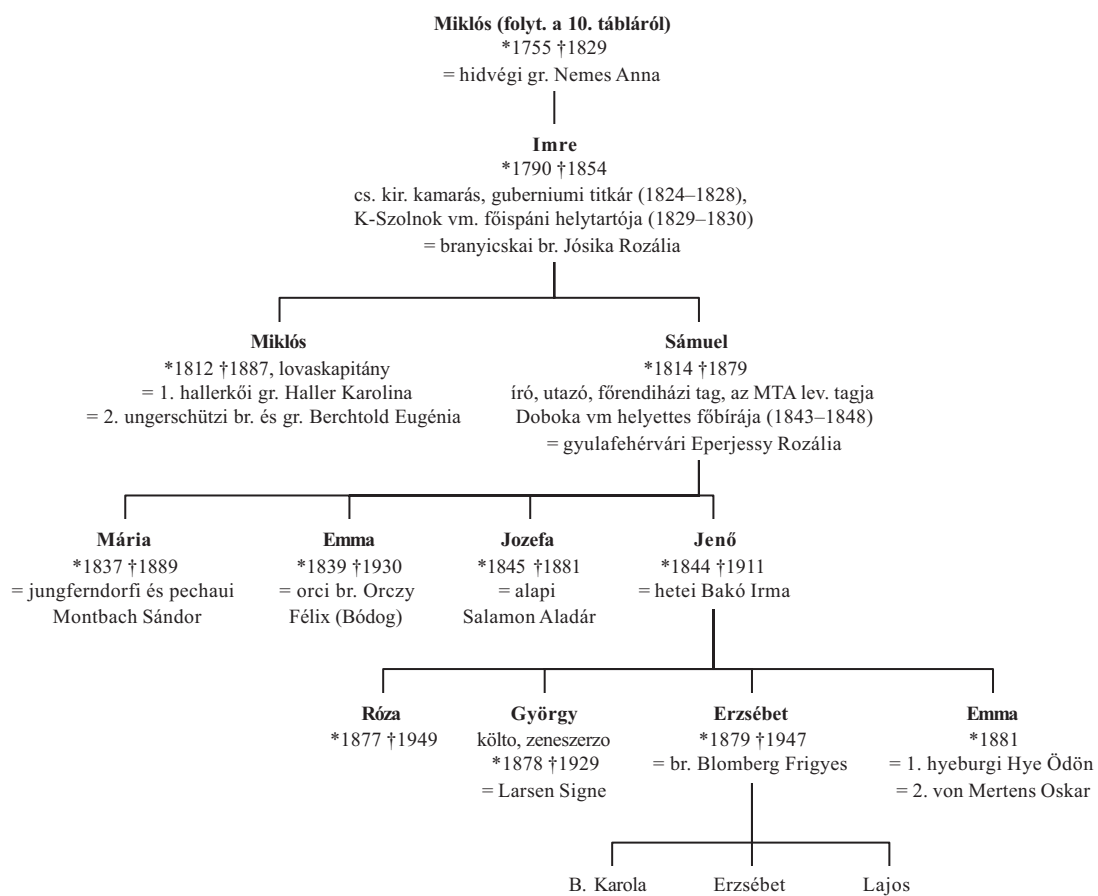 Miklós (folyt. a 10. tábláról)
*1755 †1829
= hidvégi gr. Nemes Anna
Imre
*1790 †1854
cs. kir. kamarás, guberniumi titkár (1824–1828),
K-Szolnok vm. főispáni helytartója (1829–1830)
= branyicskai br. Jósika Rozália
Miklós
*1812 †1887, lovaskapitány
= 1. hallerkői gr. Haller Karolina
= 2. ungerschützi br. és gr. Berchtold Eugénia
Sámuel
*1814 †1879
író, utazó, főrendiházi tag, az MTA lev. tagja
Doboka vm helyettes főbírája (1843–1848)
= gyulafehérvári Eperjessy Rozália
Mária
*1837 †1889
= jungferndorfi és pechaui
Montbach Sándor
Emma
*1839 †1930
= orci br. Orczy
Félix (Bódog)
Jozefa
*1845 †1881
= alapi
Salamon Aladár
Jenő
*1844 †1911
= hetei Bakó Irma
Róza
*1877 †1949
György
költo, zeneszerzo
*1878 †1929
= Larsen Signe
Erzsébet
*1879 †1947
= br. Blomberg Frigyes
Emma
*1881
= 1. hyeburgi Hye Ödön
= 2. von Mertens Oskar
B. Karola
Erzsébet
Lajos